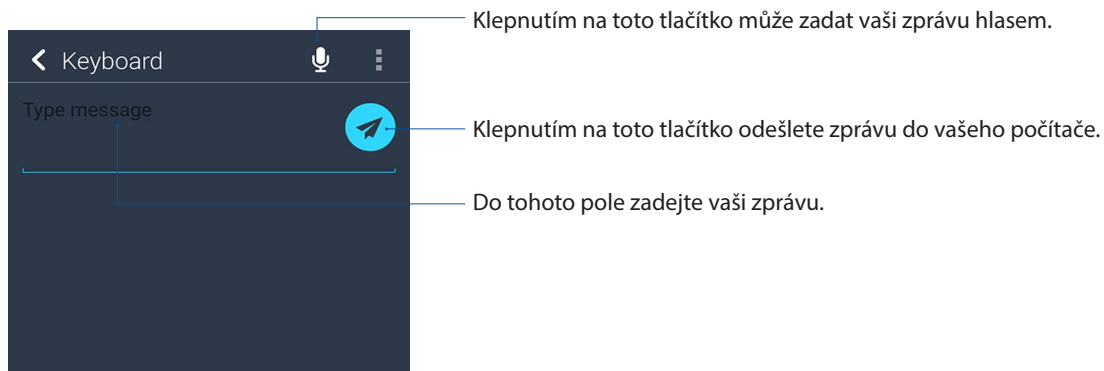 Klepnutím na toto tlačítko může zadat vaši zprávu hlasem.
Keyboard
Type message
Klepnutím na toto tlačítko odešlete zprávu do vašeho počítače.
Do tohoto pole zadejte vaši zprávu.